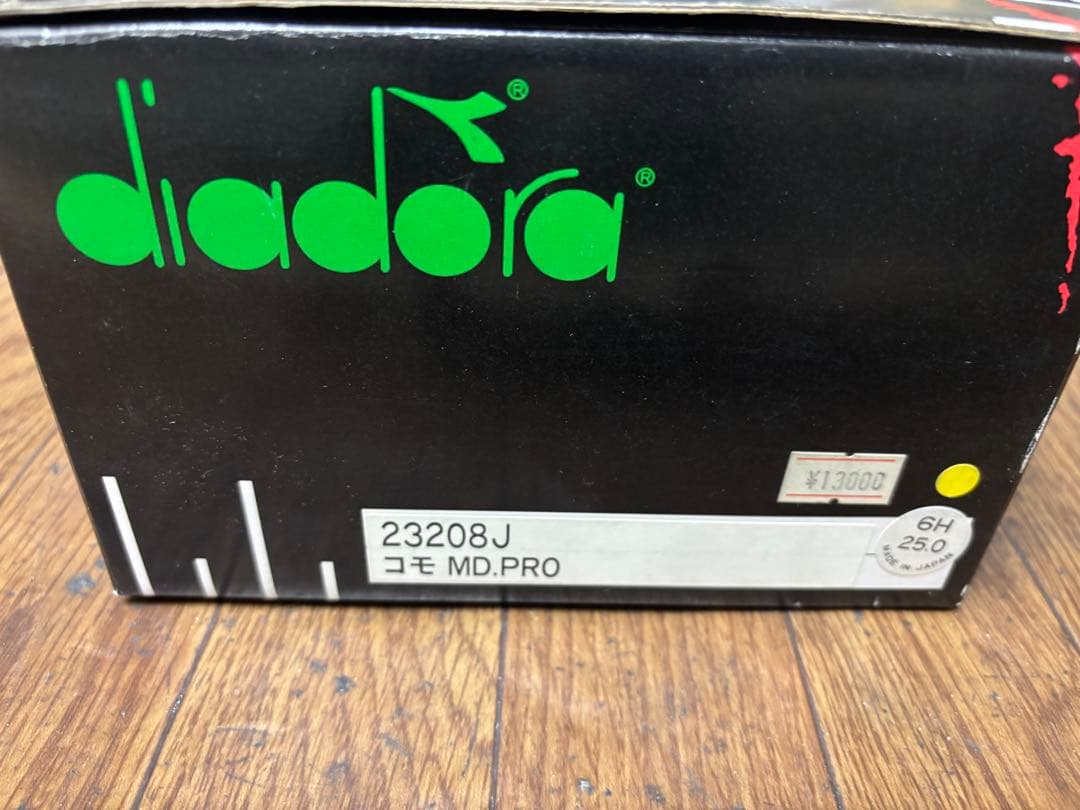 diadora
¥13000
23208J
コモ MD.PRO
6H
25.0
MADE IN JAPAN